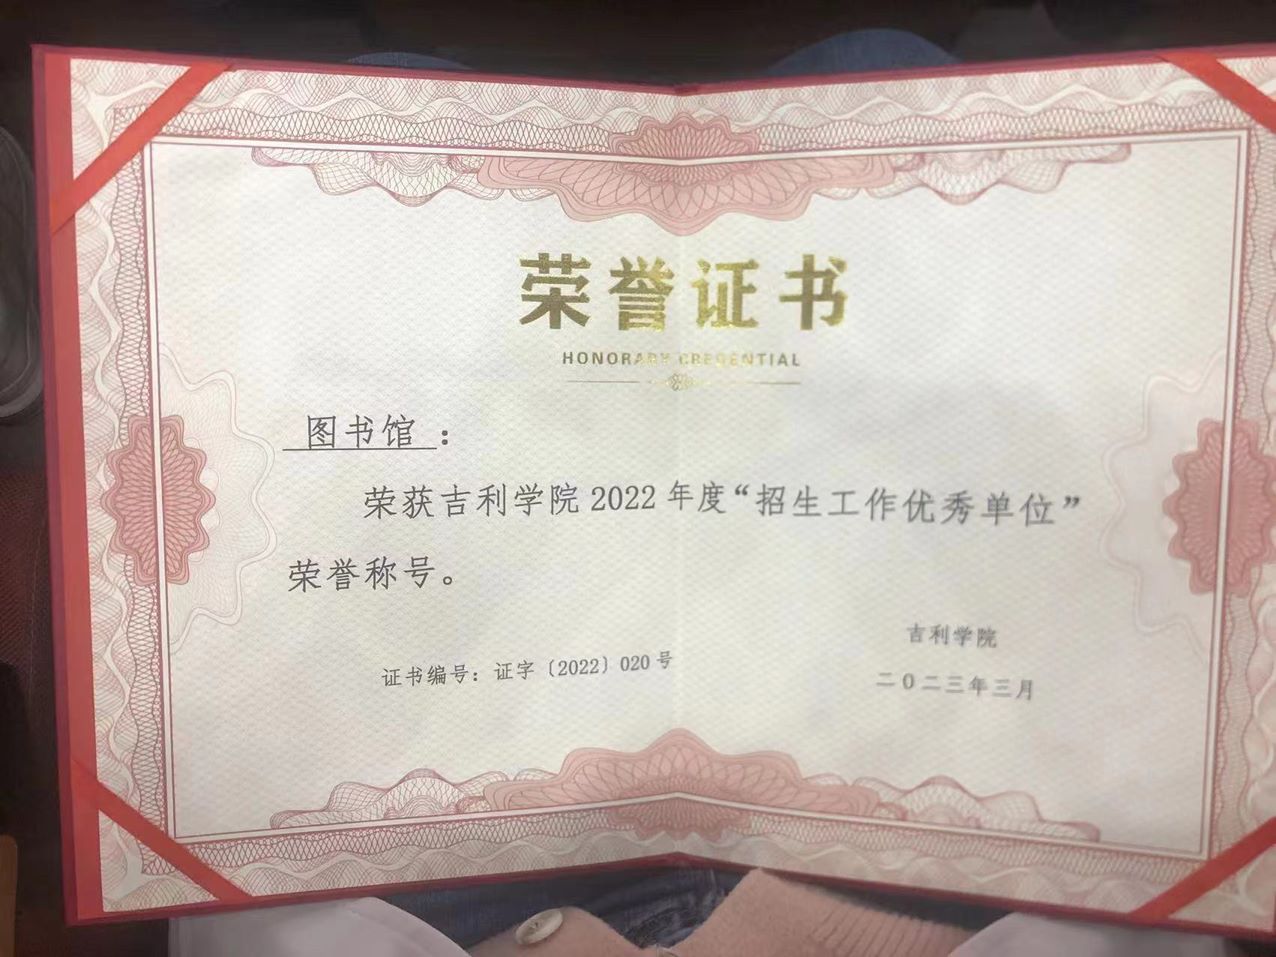 荣誉证书
HONORARY CREDENTIAL
图书馆：
荣获吉利学院2022年度“招生工作优秀单位”
荣誉称号。
吉利学院
证书编号：证字〔2022〕020号
二〇二三年三月